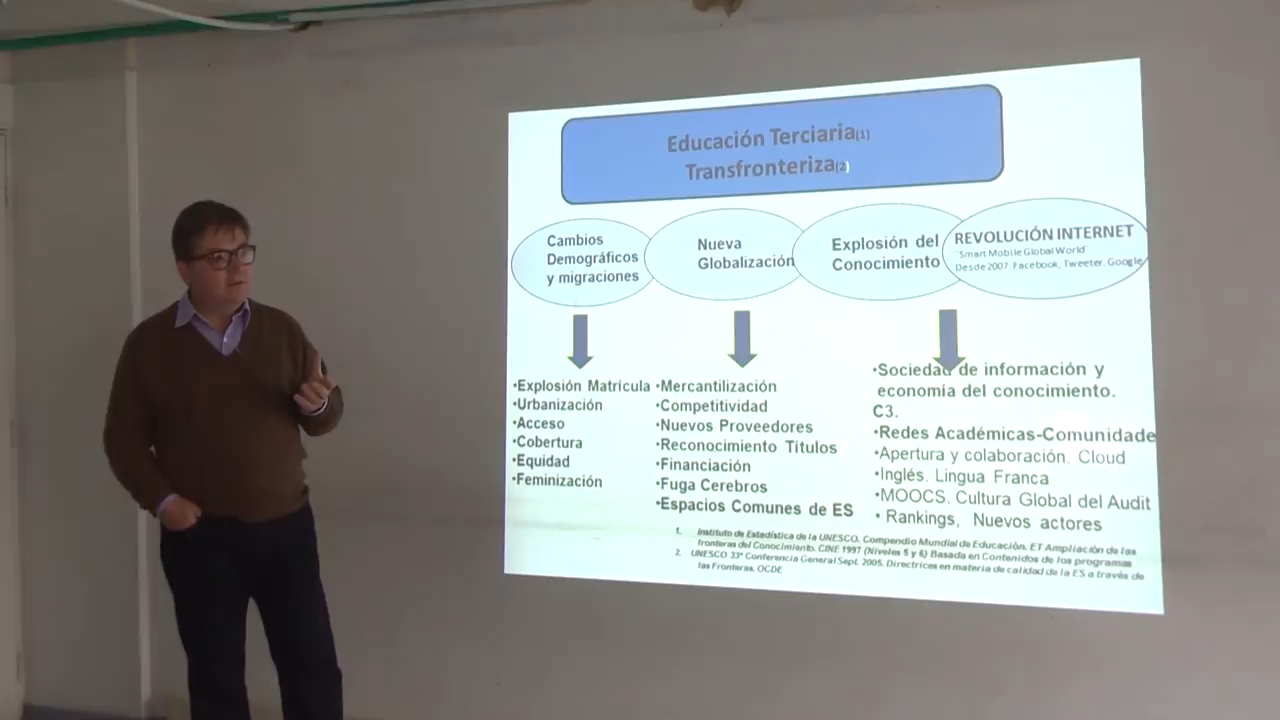 Educación Terciaria(1)
Transfronteriza(2)
Cambios
Demográficos
y migraciones
Nueva
Globalización
Explosión del
Conocimiento
REVOLUCIÓN INTERNET
"Smart Mobile Global World"
Desde 2007. Facebook, Tweeter, Google
•Explosión Matrícula
•Urbanización
•Acceso
•Cobertura
•Equidad
•Feminización
•Mercantilización
•Competitividad
•Nuevos Proveedores
•Reconocimiento Títulos
•Financiación
•Fuga Cerebros
•Espacios Comunes de ES
•Sociedad de información y
economía del conocimiento.
C3.
•Redes Académicas-Comunidade
•Apertura y colaboración. Cloud
•Inglés. Lingua Franca
•MOOCS. Cultura Global del Audit
• Rankings, Nuevos actores
1. Instituto de Estadística de la UNESCO. Compendio Mundial de Educación. ET Ampliación de las
fronteras del Conocimiento. CINE 1997 (Niveles 5 y 6) Basada en Contenidos de los programas
2. UNESCO 33ª Conferencia General Sept. 2005. Directrices en materia de calidad de la ES a través de
las Fronteras. OCDE